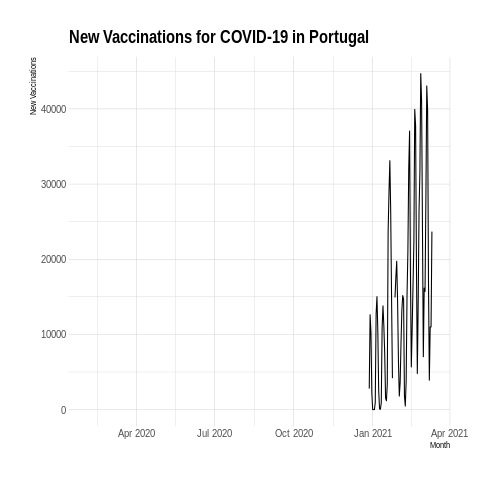 New Vaccinations for COVID-19 in Portugal
New Vaccinations
40000
30000
20000
10000
0
Apr 2020 Jul 2020 Oct 2020 Jan 2021 Apr 2021
Month